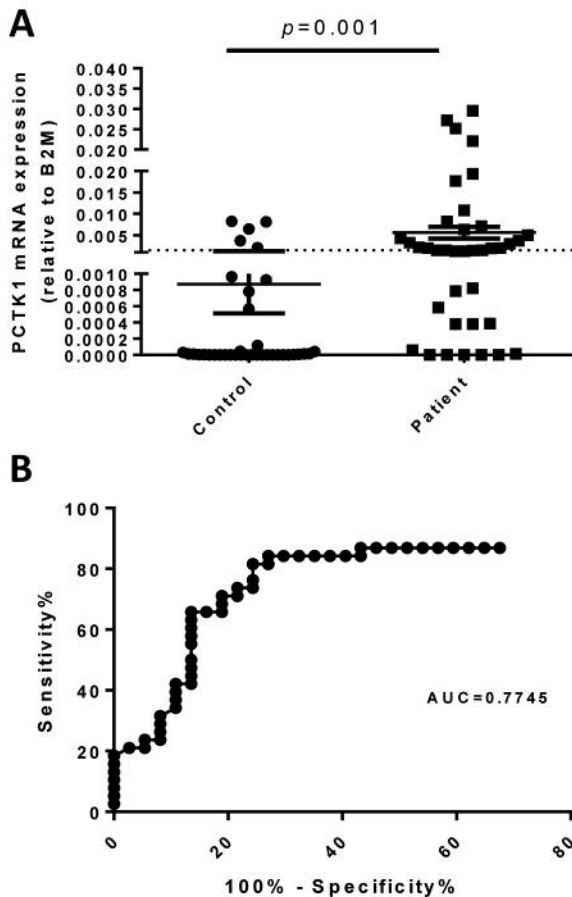 A
p=0.001
PCTK1 mRNA expression
(relative to B2M)
0.040
0.035
0.030
0.025
0.020
0.015
0.010
0.005
0.0010
0.0008
0.0006
0.0004
0.0002
0.0000
Control
Patient
B
Sensitivity%
100
80
60
40
20
0
AUC=0.7745
0
20
40
60
80
100% - Specificity%